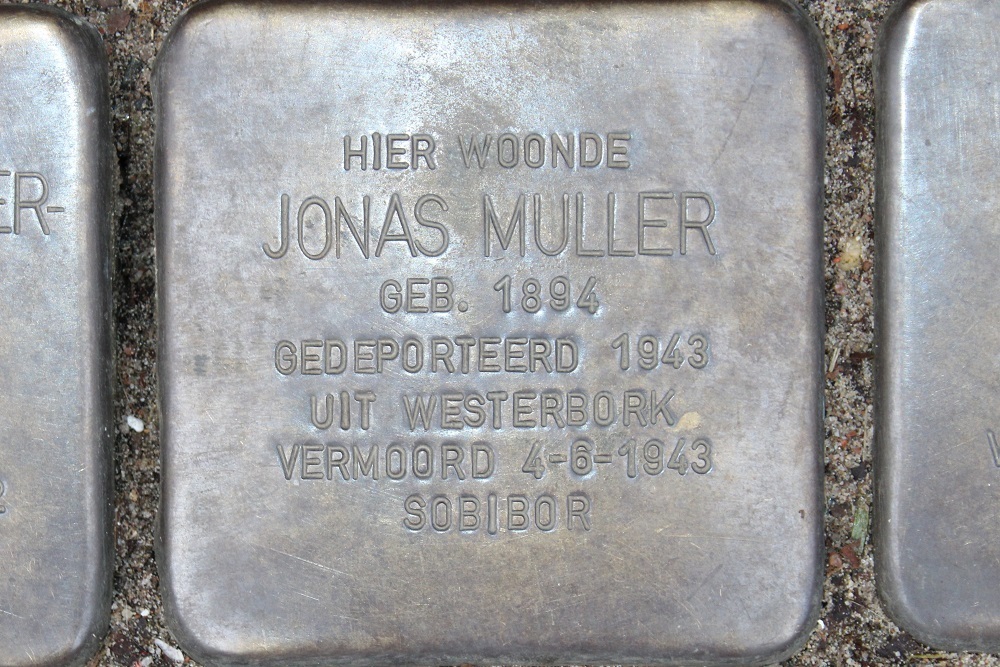 HIER WOONDE
JONAS MULLER
GEB. 1894
GEDEPORTEERD 1943
UIT WESTERBORK
VERMOORD 4-6-1943
SOBIBOR